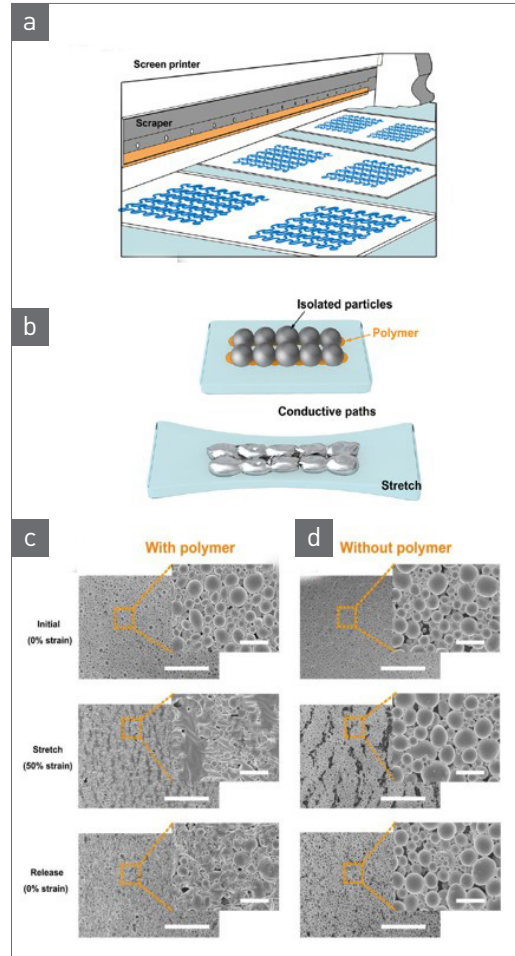 a
Screen printer
Scraper
b
Isolated particles
Polymer
Conductive paths
Stretch
c
With polymer
d
Without polymer
Initial
(0% strain)
Stretch
(50% strain)
Release
(0% strain)